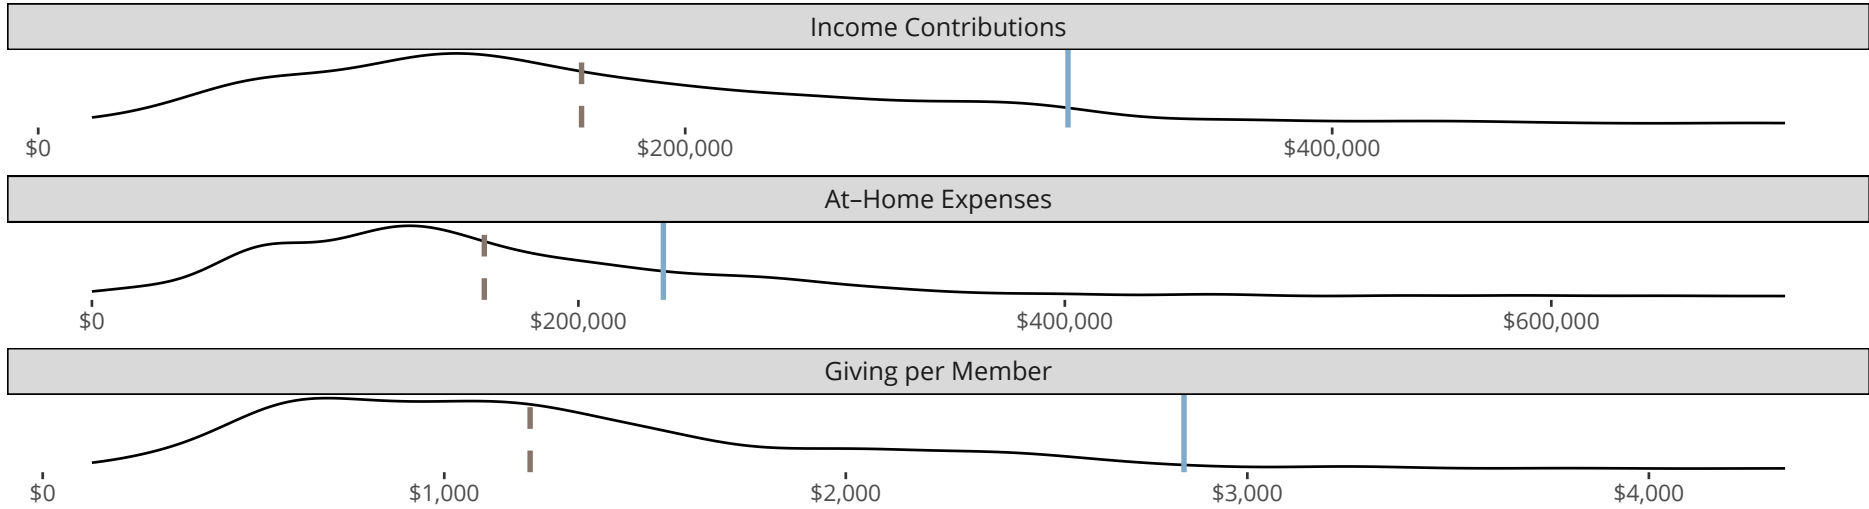 Income Contributions
$0 $200,000 $400,000
At–Home Expenses
$0 $200,000 $400,000 $600,000
Giving per Member
$0 $1,000 $2,000 $3,000 $4,000